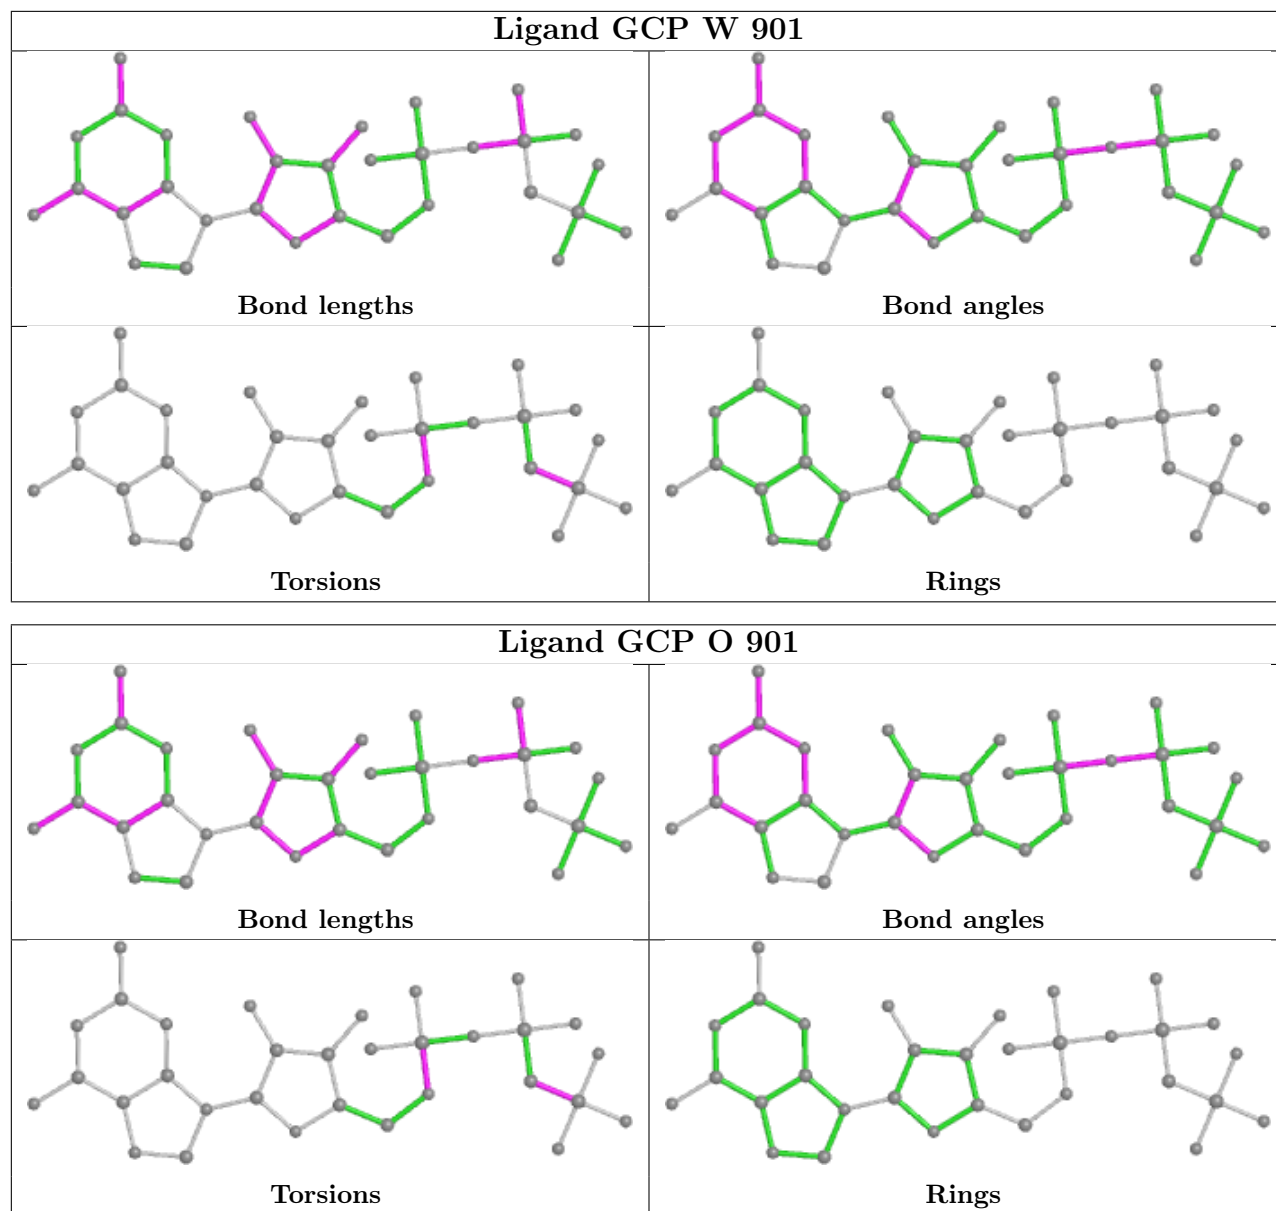 Ligand GCP W 901
Bond lengths
Bond angles
Torsions
Rings
Ligand GCP O 901
Bond lengths
Bond angles
Torsions
Rings